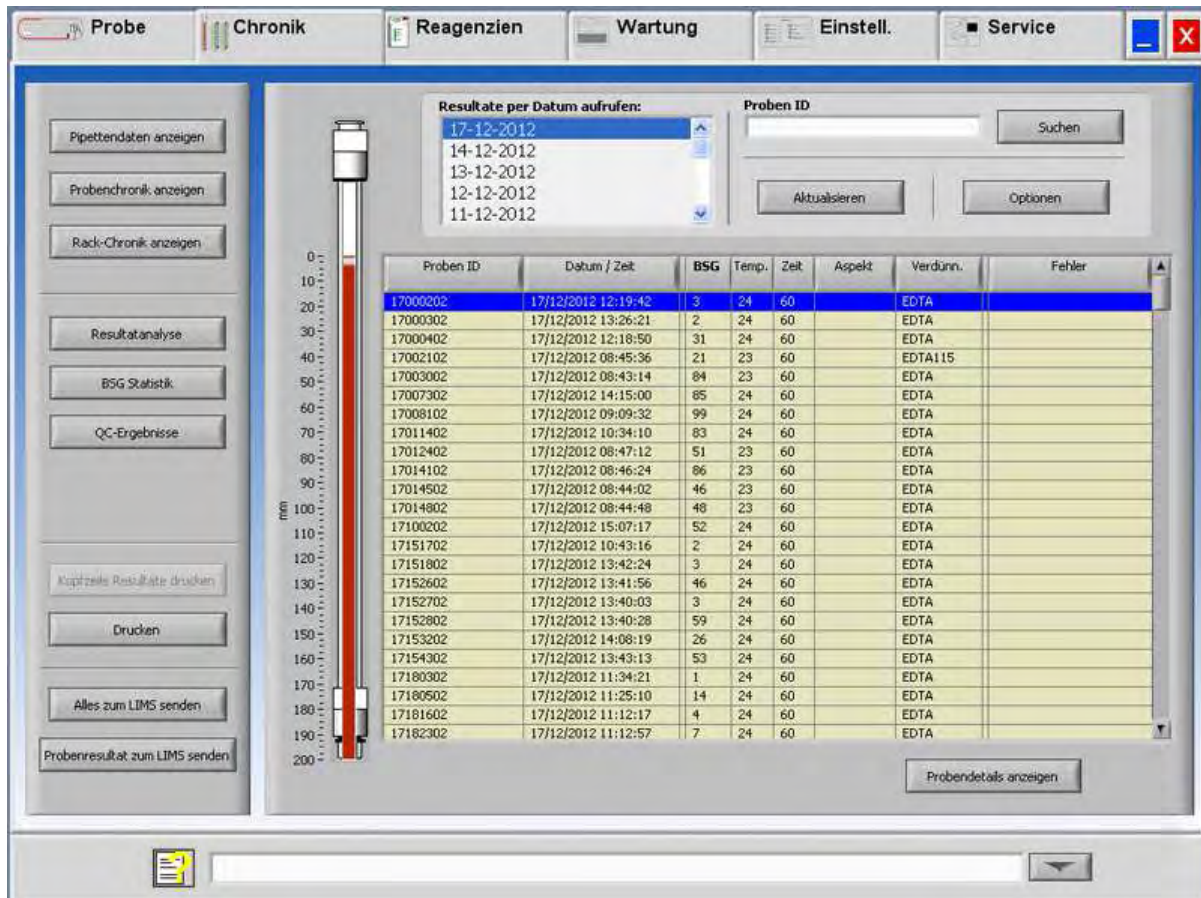 Probe Chronik Reagenzien Wartung Einstell. Service _ X
Pipettendaten anzeigen
Probenchronik anzeigen
Rack-Chronik anzeigen
Resultatanalyse
BSG Statistik
QC-Ergebnisse
Kopfzeile Resultate drucken
Drucken
Alles zum LIMS senden
Probenresultat zum LIMS senden
Resultate per Datum aufrufen:
17-12-2012
14-12-2012
13-12-2012
12-12-2012
11-12-2012
Proben ID
Suchen
Aktualisieren
Optionen
mm
0
10
20
30
40
50
60
70
80
90
100
110
120
130
140
150
160
170
180
190
200
Proben ID Datum / Zeit BSG Temp. Zeit Aspekt Verdünn. Fehler
17000202 17/12/2012 12:19:42 3 24 60 EDTA
17000302 17/12/2012 13:26:21 2 24 60 EDTA
17000402 17/12/2012 12:18:50 31 24 60 EDTA
17002102 17/12/2012 08:45:36 21 23 60 EDTA115
17003002 17/12/2012 08:43:14 84 23 60 EDTA
17007302 17/12/2012 14:15:00 85 24 60 EDTA
17008102 17/12/2012 09:09:32 99 24 60 EDTA
17011402 17/12/2012 10:34:10 83 24 60 EDTA
17012402 17/12/2012 08:47:12 51 23 60 EDTA
17014102 17/12/2012 08:46:24 86 23 60 EDTA
17014502 17/12/2012 08:44:02 46 23 60 EDTA
17014802 17/12/2012 08:44:48 48 23 60 EDTA
17100202 17/12/2012 15:07:17 52 24 60 EDTA
17151702 17/12/2012 10:43:16 2 24 60 EDTA
17151802 17/12/2012 13:42:24 3 24 60 EDTA
17152602 17/12/2012 13:41:56 46 24 60 EDTA
17152702 17/12/2012 13:40:03 3 24 60 EDTA
17152802 17/12/2012 13:40:28 59 24 60 EDTA
17153202 17/12/2012 14:08:19 26 24 60 EDTA
17154302 17/12/2012 13:43:13 53 24 60 EDTA
17180302 17/12/2012 11:34:21 1 24 60 EDTA
17180502 17/12/2012 11:25:10 14 24 60 EDTA
17181602 17/12/2012 11:12:17 4 24 60 EDTA
17182302 17/12/2012 11:12:57 7 24 60 EDTA
Probendetails anzeigen